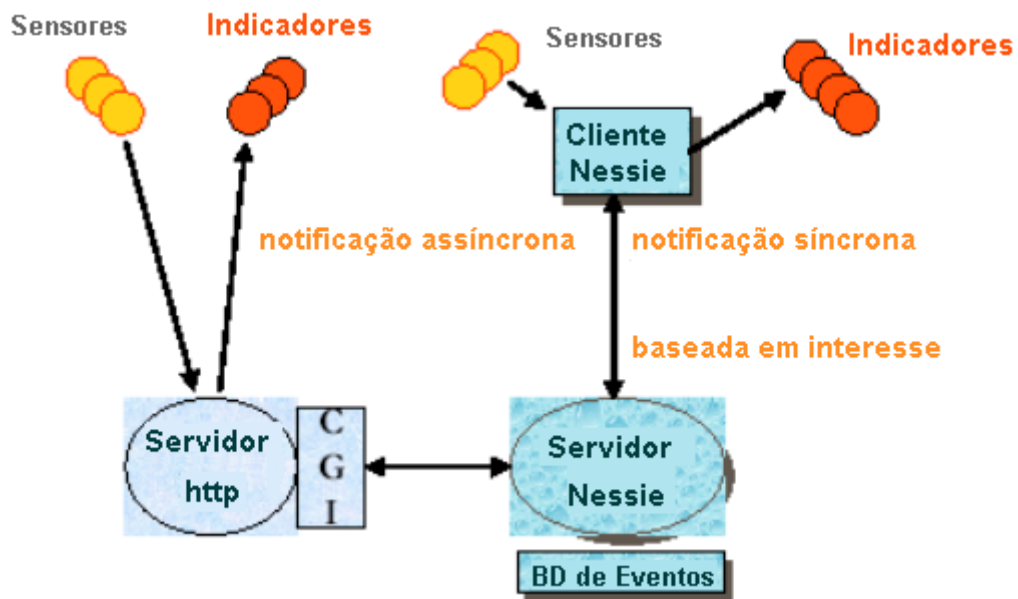 Sensores
Indicadores
Sensores
Indicadores
Cliente
Nessie
notificação assíncrona
notificação síncrona
baseada em interesse
Servidor
http
C
G
I
Servidor
Nessie
BD de Eventos